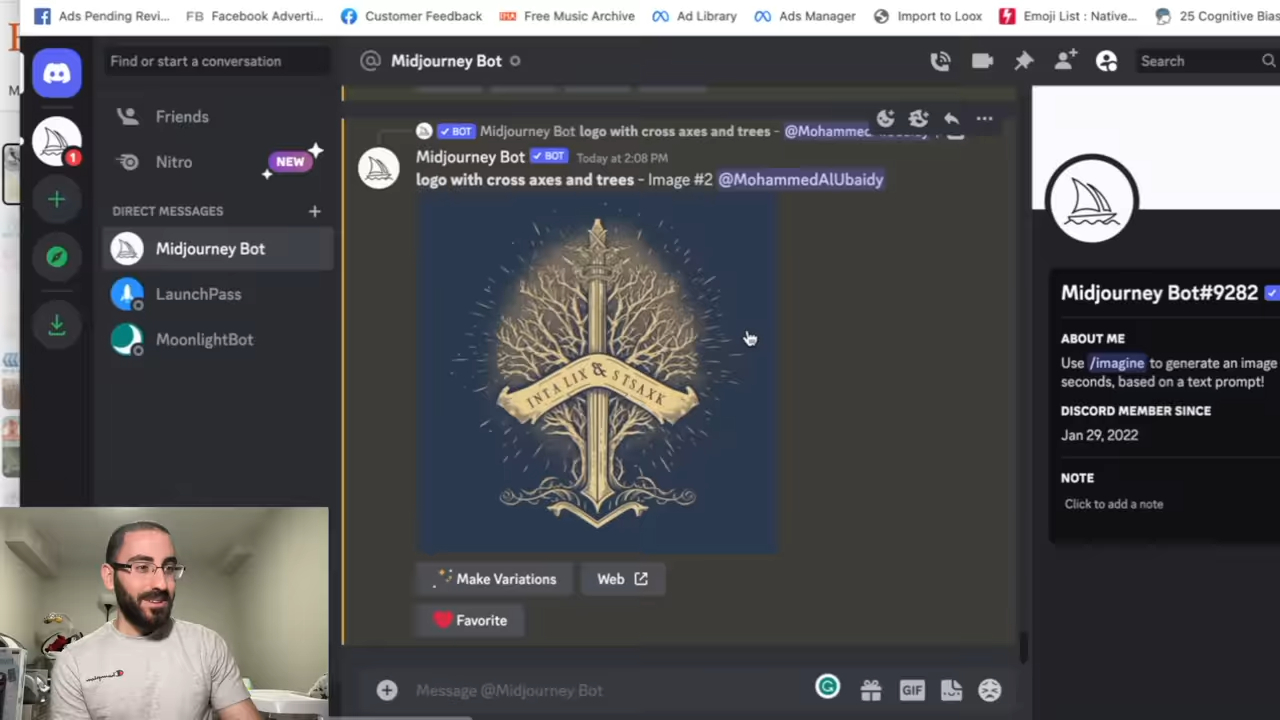 Ads Pending Revi...
FB Facebook Adverti...
Customer Feedback
Free Music Archive
Ad Library
Ads Manager
Import to Loox
Emoji List : Native...
25 Cognitive Bias
Find or start a conversation
Midjourney Bot
Search
Friends
Nitro
NEW
DIRECT MESSAGES
Midjourney Bot
LaunchPass
MoonlightBot
1
BOT Midjourney Bot logo with cross axes and trees - @Mohammed
Midjourney Bot BOT Today at 2:08 PM
logo with cross axes and trees - Image #2 @MohammedAlUbaidy
INTALIX & STSAXK
Make Variations
Web
Favorite
Message @Midjourney Bot
GIF
Midjourney Bot#9282
ABOUT ME
Use /imagine to generate an image
seconds, based on a text prompt!
DISCORD MEMBER SINCE
Jan 29, 2022
NOTE
Click to add a note